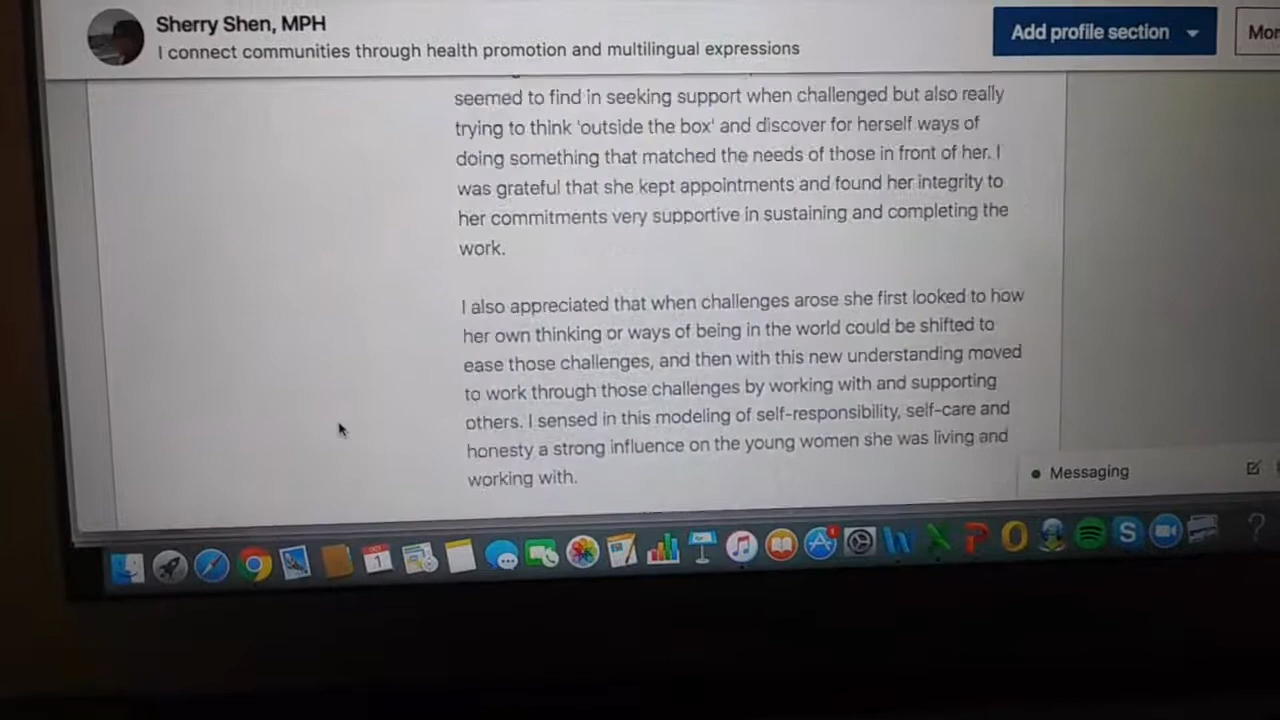 Sherry Shen, MPH
I connect communities through health promotion and multilingual expressions
Add profile section
seemed to find in seeking support when challenged but also really
trying to think 'outside the box' and discover for herself ways of
doing something that matched the needs of those in front of her. I
was grateful that she kept appointments and found her integrity to
her commitments very supportive in sustaining and completing the
work.
I also appreciated that when challenges arose she first looked to how
her own thinking or ways of being in the world could be shifted to
ease those challenges, and then with this new understanding moved
to work through those challenges by working with and supporting
others. I sensed in this modeling of self-responsibility, self-care and
honesty a strong influence on the young women she was living and
working with.
Messaging